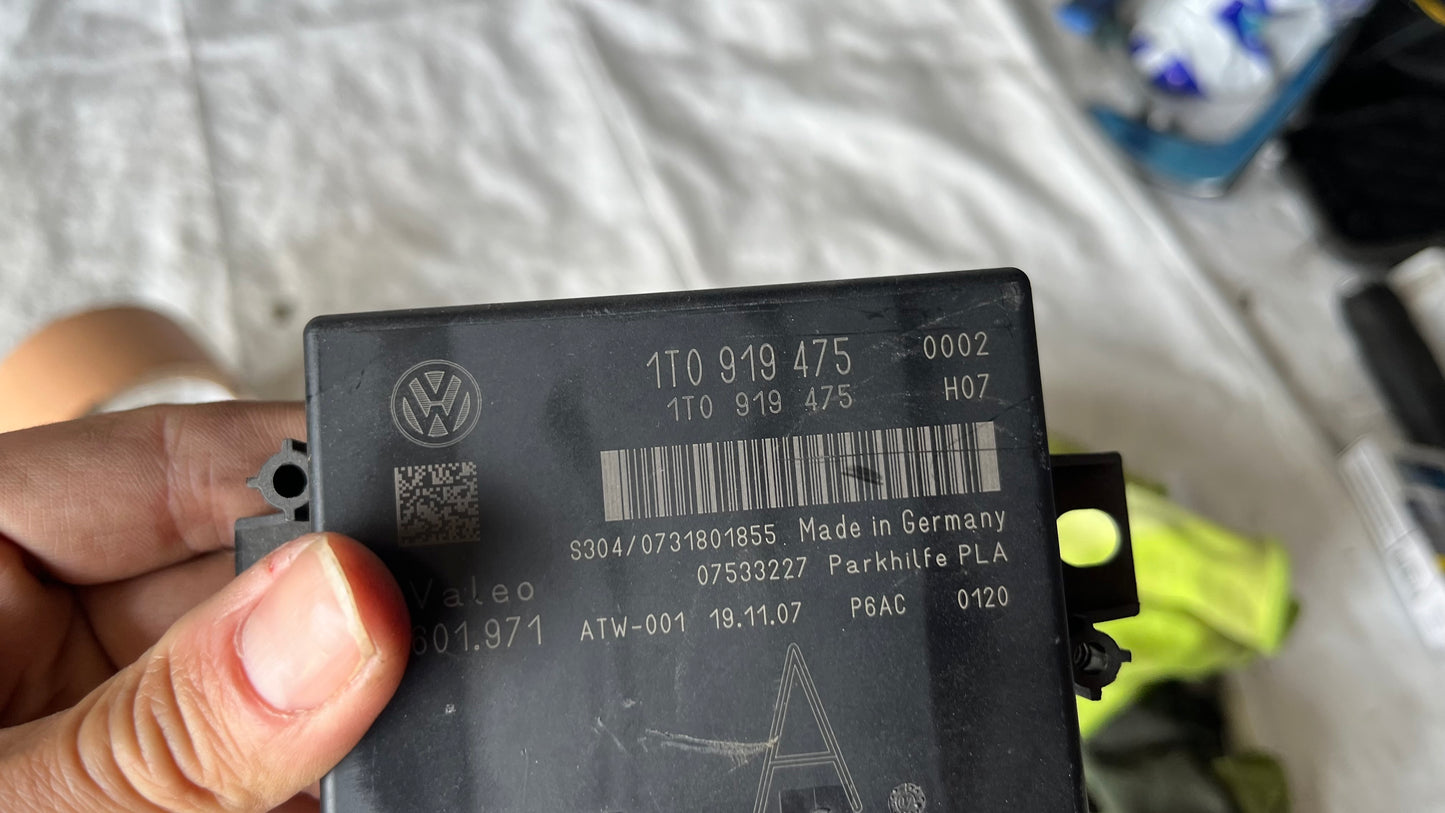 1T0 919 475 0002
1T0 919 475 H07
S304/0731801855 Made in Germany
07533227 Parkhilfe PLA
Valeo
601.971 ATW-001 19.11.07 P6AC 0120
A